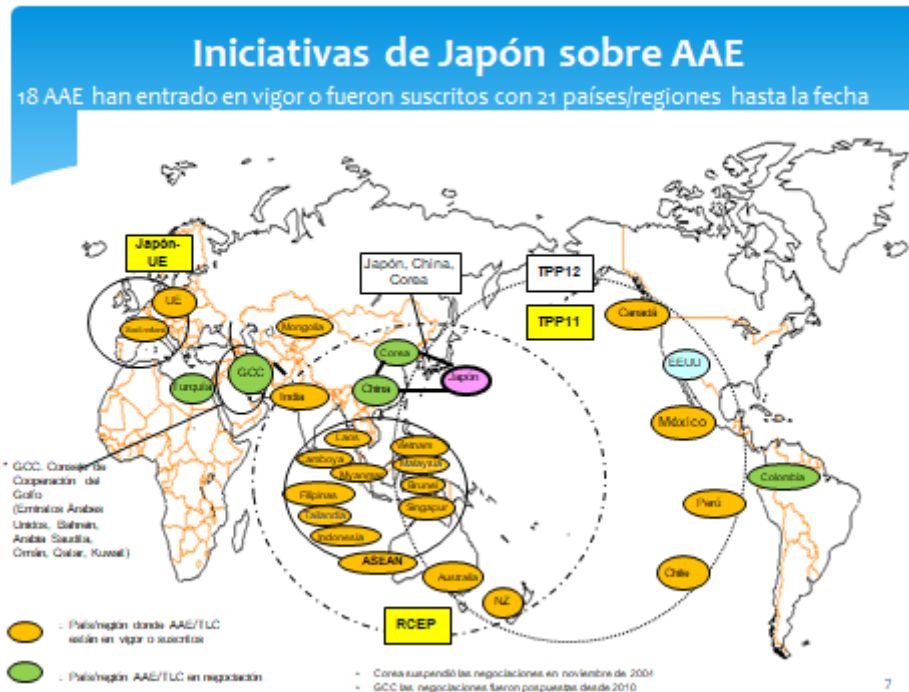 Iniciativas de Japón sobre AAE
18 AAE han entrado en vigor o fueron suscritos con 21 países/regiones hasta la fecha
Japón-
UE
Japón, China,
Corea
TPP12
TPP11
UE
Mongolia
Canadá
Corea
EEUU
GCC
Turquía
India
China
Japón
México
Laos
Vietnam
Camboya
Malaysia
Myanmar
Brunei
Colombia
Filipinas
Singapur
Perú
Tailandia
Indonesia
ASEAN
Australia
NZ
Chile
RCEP
* GCC. Consejo de
Cooperación del
Golfo
(Emiratos Árabes
Unidos, Bahrein,
Arabia Saudita,
Omán, Qatar, Kuwait)
: País/región donde AAE/TLC
están en vigor o suscritos
: País/región AAE/TLC en negociación
• Corea suspendió las negociaciones en noviembre de 2004
• GCC las negociaciones fueron pospuestas desde 2010
7